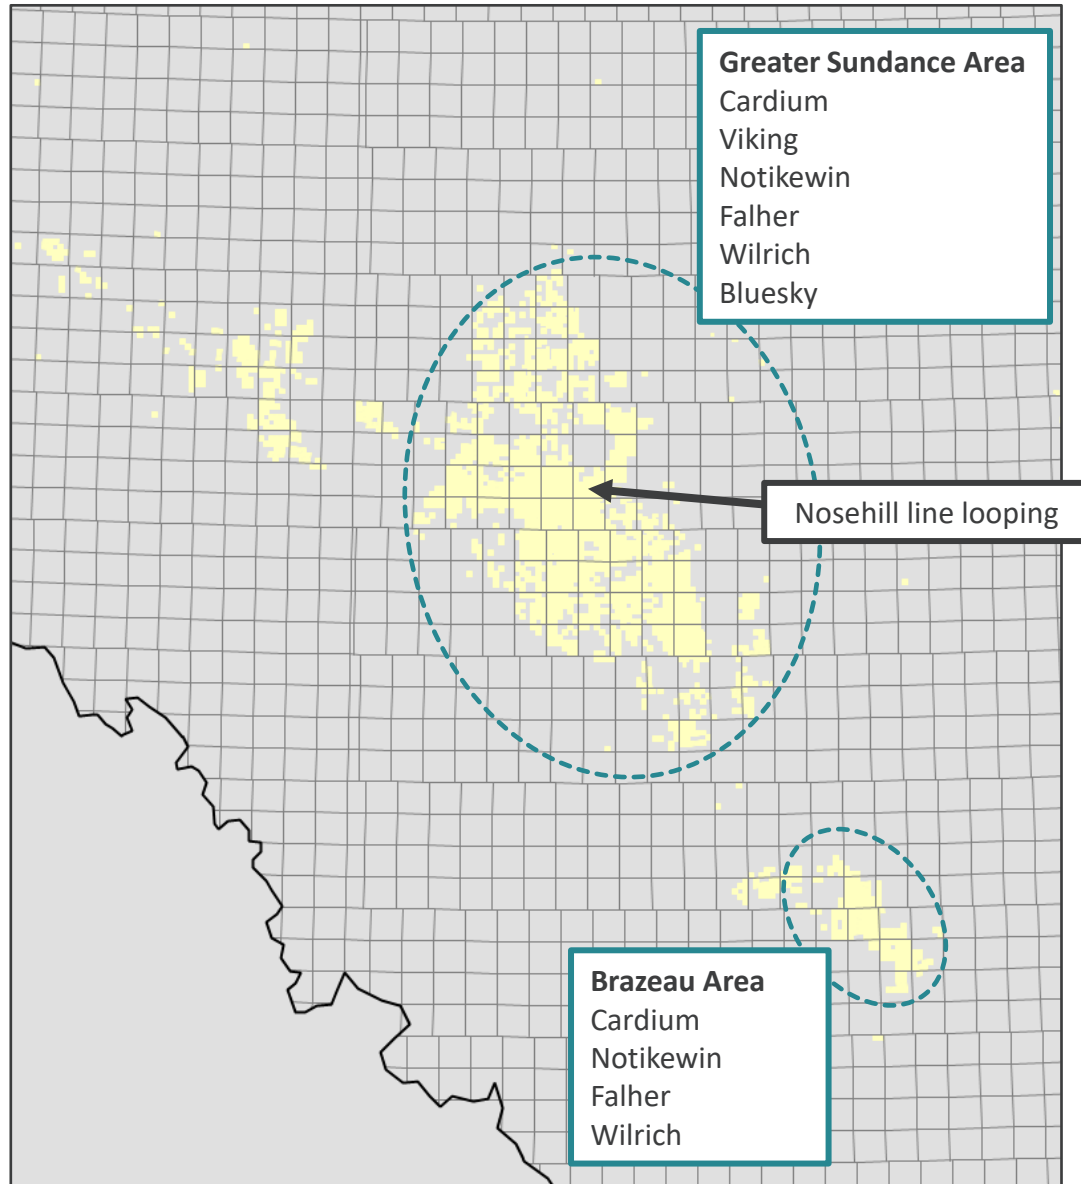 Greater Sundance Area
Cardium
Viking
Notikewin
Falher
Wilrich
Bluesky
Nosehill line looping
Brazeau Area
Cardium
Notikewin
Falher
Wilrich